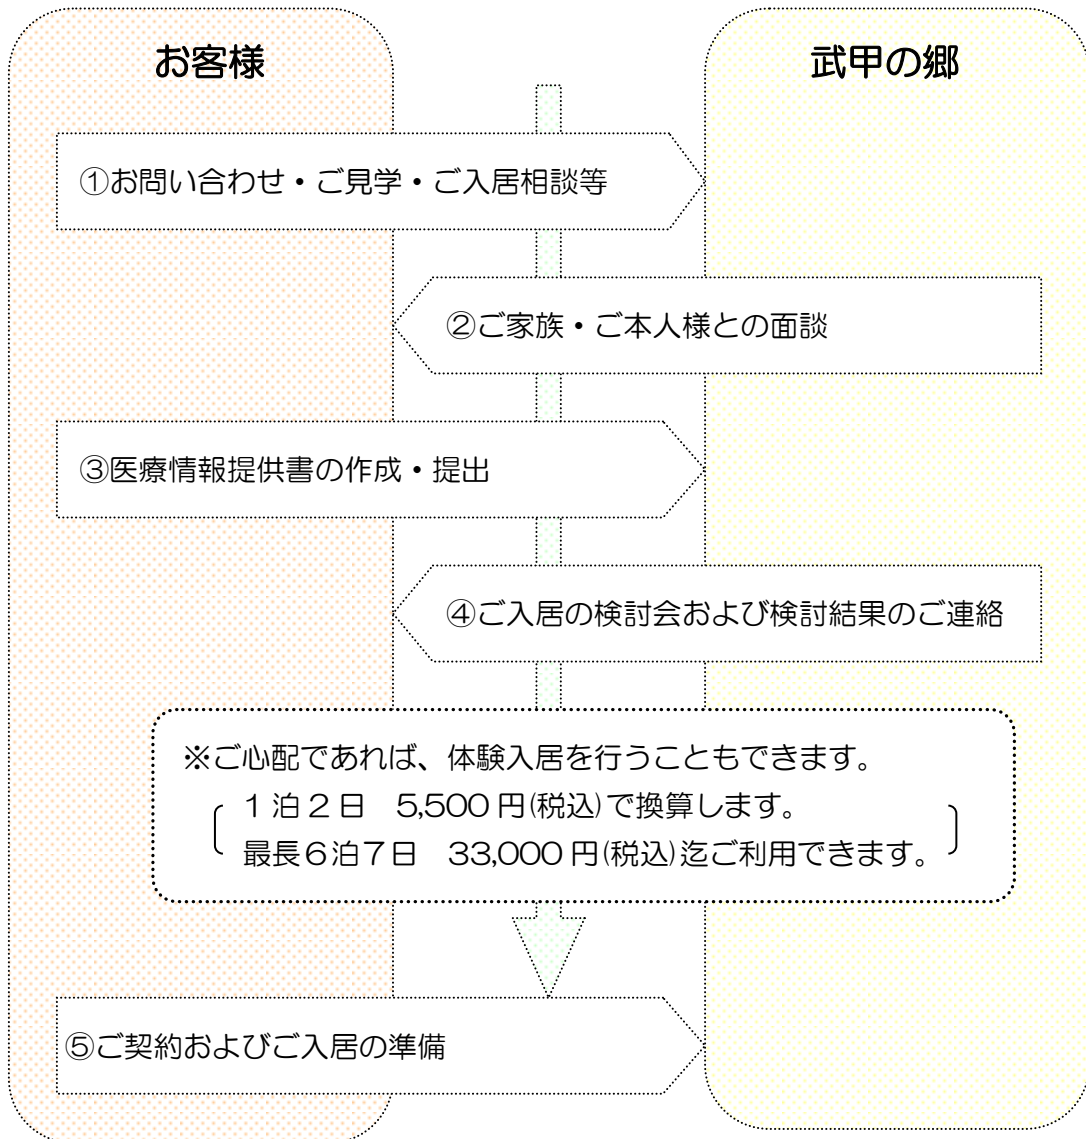 お客様
武甲の郷
①お問い合わせ・ご見学・ご入居相談等
②ご家族・ご本人様との面談
③医療情報提供書の作成・提出
④ご入居の検討会および検討結果のご連絡
※ご心配であれば、体験入居を行うこともできます。
1泊2日　5,500円(税込)で換算します。
最長6泊7日　33,000円(税込)迄ご利用できます。
⑤ご契約およびご入居の準備